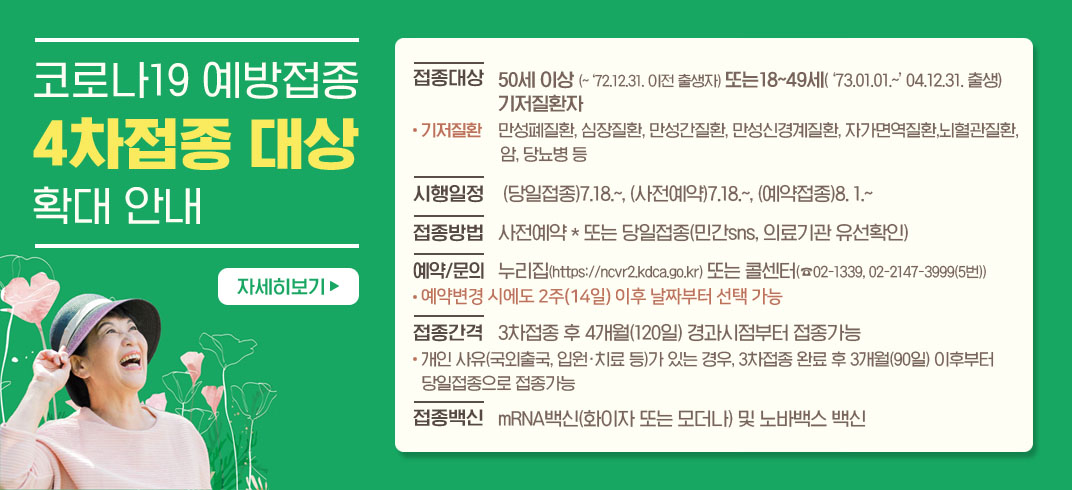 코로나19 예방접종
4차접종 대상
확대 안내
자세히보기 ▶
접종대상 50세 이상 (~ ‘72.12.31. 이전 출생자) 또는18~49세( ‘73.01.01.~’ 04.12.31. 출생)
기저질환자
• 기저질환 만성폐질환, 심장질환, 만성간질환, 만성신경계질환, 자가면역질환,뇌혈관질환,
암, 당뇨병 등
시행일정 (당일접종)7.18.~, (사전예약)7.18.~, (예약접종)8. 1.~
접종방법 사전예약 * 또는 당일접종(민간sns, 의료기관 유선확인)
예약/문의 누리집(https://ncvr2.kdca.go.kr) 또는 콜센터(☎02-1339, 02-2147-3999(5번))
• 예약변경 시에도 2주(14일) 이후 날짜부터 선택 가능
접종간격 3차접종 후 4개월(120일) 경과시점부터 접종가능
• 개인 사유(국외출국, 입원·치료 등)가 있는 경우, 3차접종 완료 후 3개월(90일) 이후부터
당일접종으로 접종가능
접종백신 mRNA백신(화이자 또는 모더나) 및 노바백스 백신